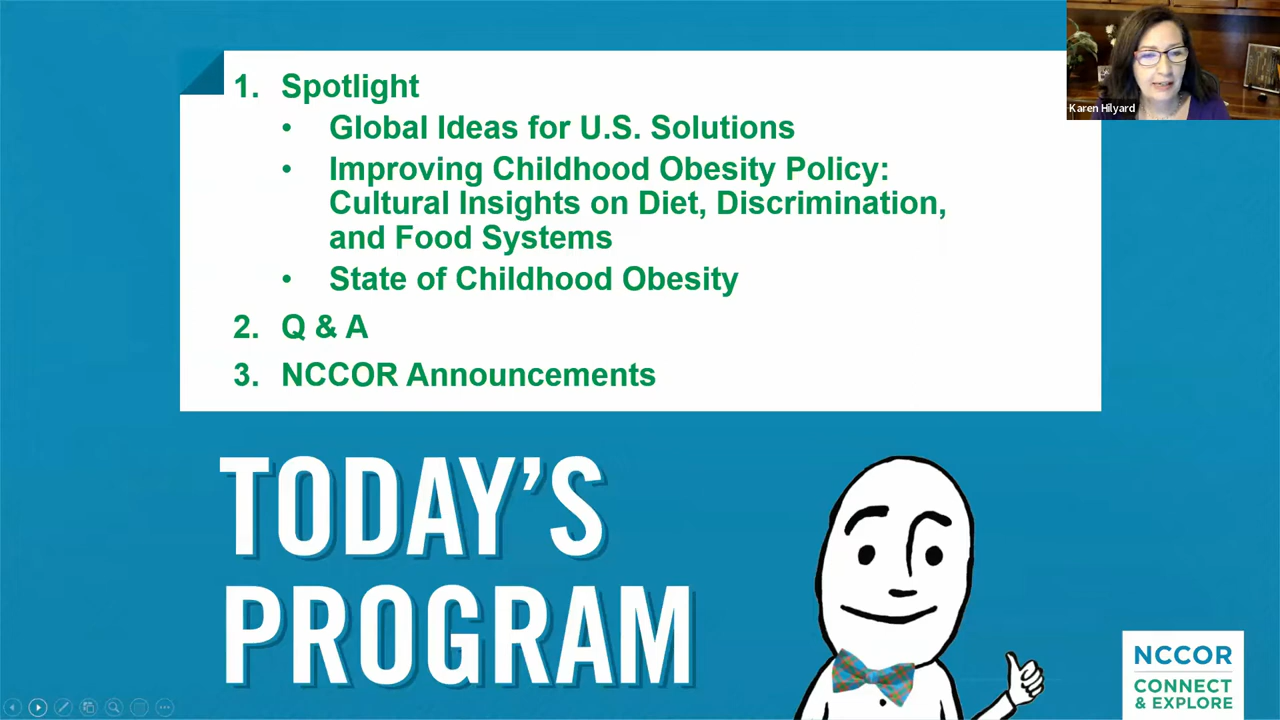 1. Spotlight
• Global Ideas for U.S. Solutions
• Improving Childhood Obesity Policy:
Cultural Insights on Diet, Discrimination,
and Food Systems
• State of Childhood Obesity
2. Q & A
3. NCCOR Announcements
Karen Hilyard
TODAY'S
PROGRAM
NCCOR
CONNECT
& EXPLORE